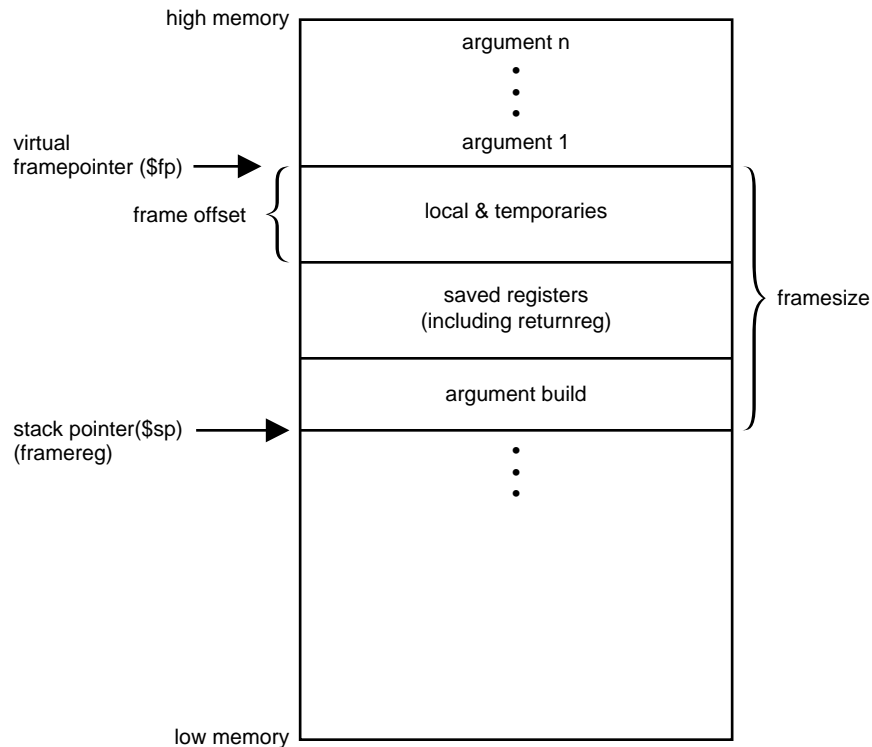 high memory
argument n
argument 1
virtual
framepointer ($fp)
frame offset
local & temporaries
saved registers
(including returnreg)
framesize
argument build
stack pointer($sp)
(framereg)
low memory